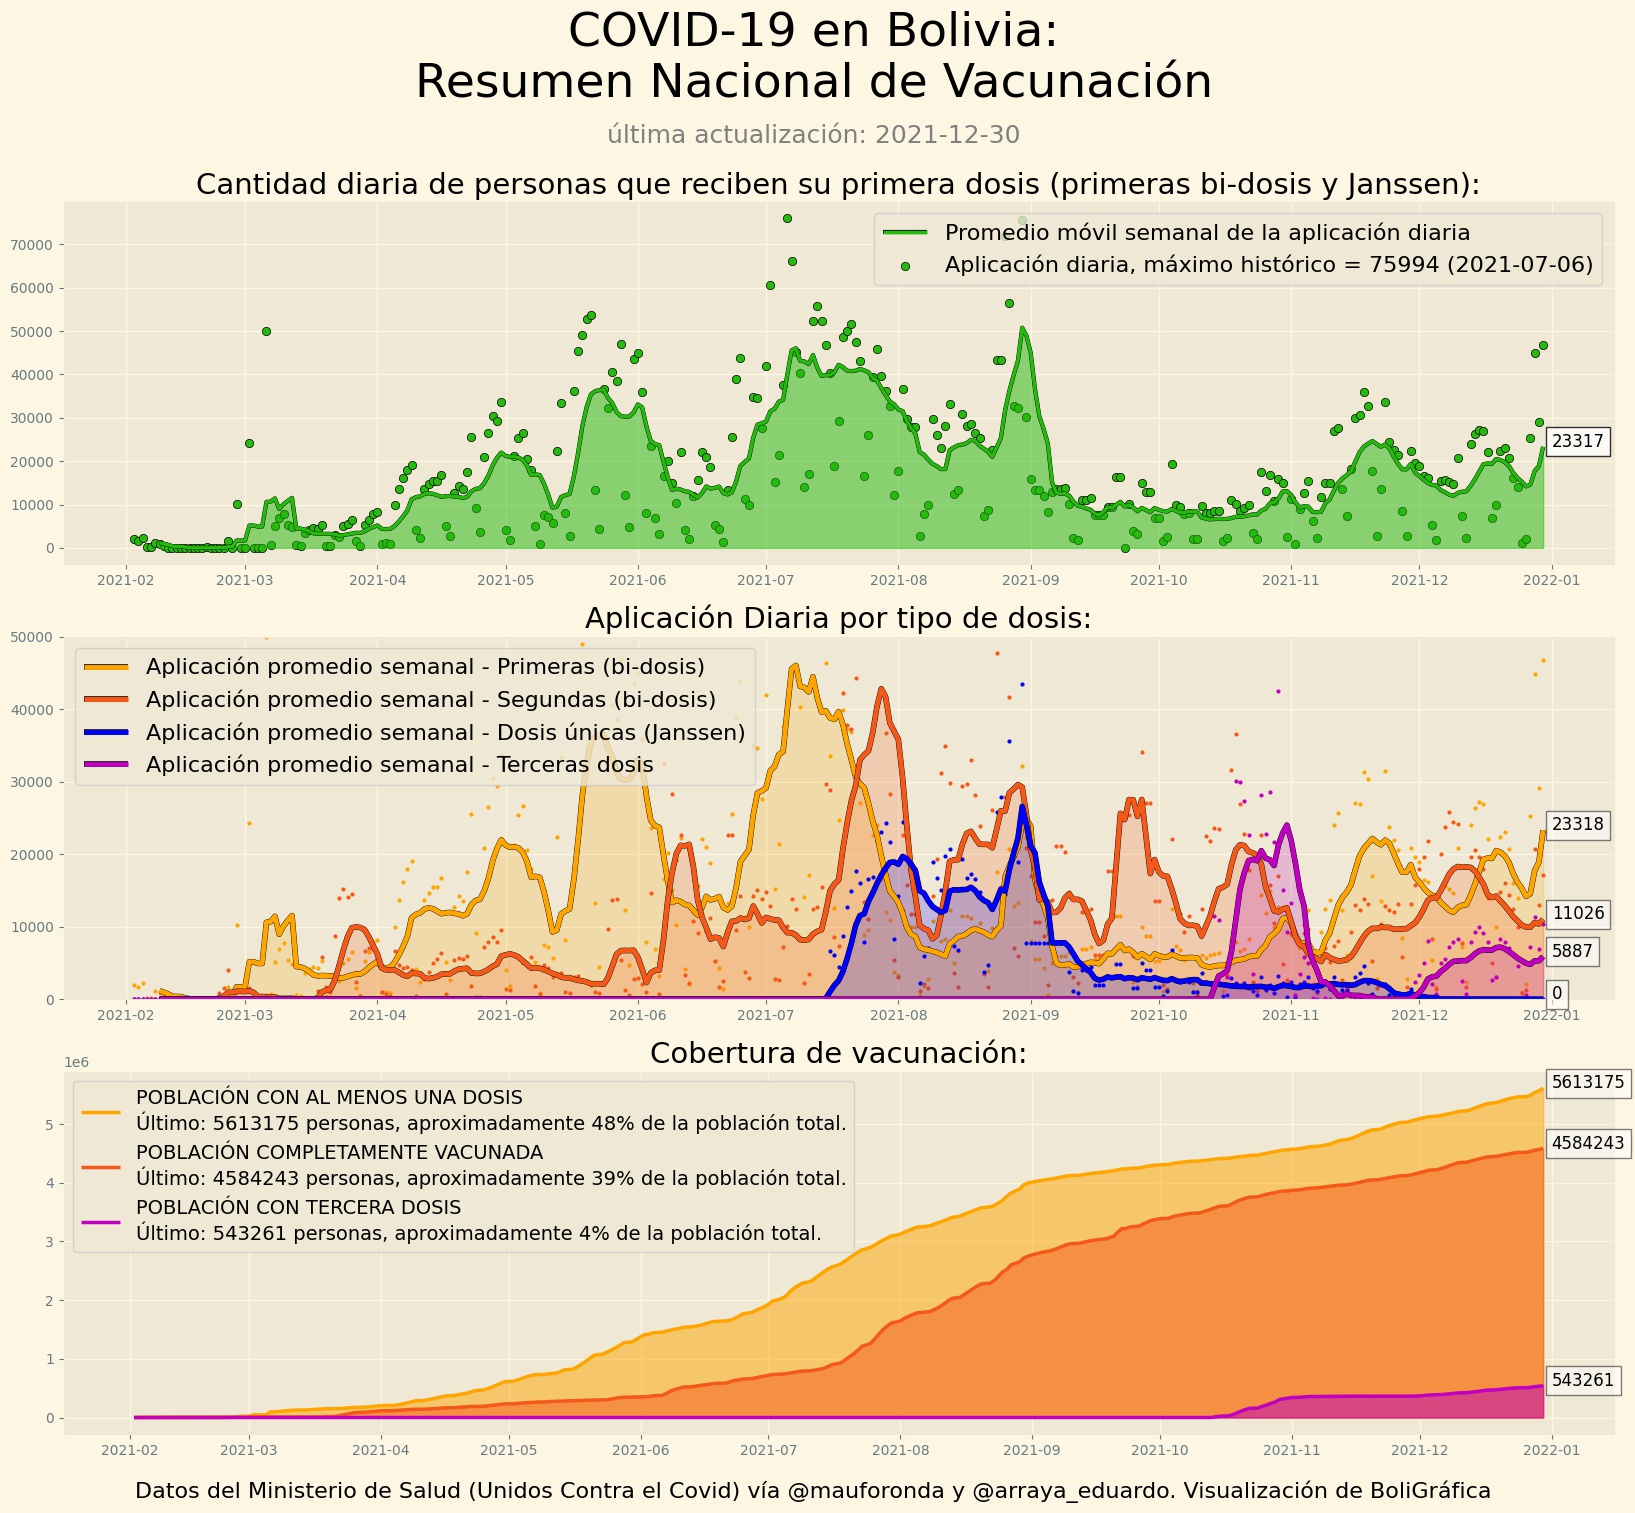 COVID-19 en Bolivia:
Resumen Nacional de Vacunación
última actualización: 2021-12-30
Cantidad diaria de personas que reciben su primera dosis (primeras bi-dosis y Janssen):
Promedio móvil semanal de la aplicación diaria
Aplicación diaria, máximo histórico = 75994 (2021-07-06)
70000
60000
50000
40000
30000
20000
10000
0
23317
2021-02 2021-03 2021-04 2021-05 2021-06 2021-07 2021-08 2021-09 2021-10 2021-11 2021-12 2022-01
Aplicación Diaria por tipo de dosis:
Aplicación promedio semanal - Primeras (bi-dosis)
Aplicación promedio semanal - Segundas (bi-dosis)
Aplicación promedio semanal - Dosis únicas (Janssen)
Aplicación promedio semanal - Terceras dosis
50000
40000
30000
20000
10000
0
23318
11026
5887
0
2021-02 2021-03 2021-04 2021-05 2021-06 2021-07 2021-08 2021-09 2021-10 2021-11 2021-12 2022-01
Cobertura de vacunación:
1e6
POBLACIÓN CON AL MENOS UNA DOSIS
Último: 5613175 personas, aproximadamente 48% de la población total.
POBLACIÓN COMPLETAMENTE VACUNADA
Último: 4584243 personas, aproximadamente 39% de la población total.
POBLACIÓN CON TERCERA DOSIS
Último: 543261 personas, aproximadamente 4% de la población total.
5
4
3
2
1
0
5613175
4584243
543261
2021-02 2021-03 2021-04 2021-05 2021-06 2021-07 2021-08 2021-09 2021-10 2021-11 2021-12 2022-01
Datos del Ministerio de Salud (Unidos Contra el Covid) vía @mauforonda y @arraya_eduardo. Visualización de BoliGráfica